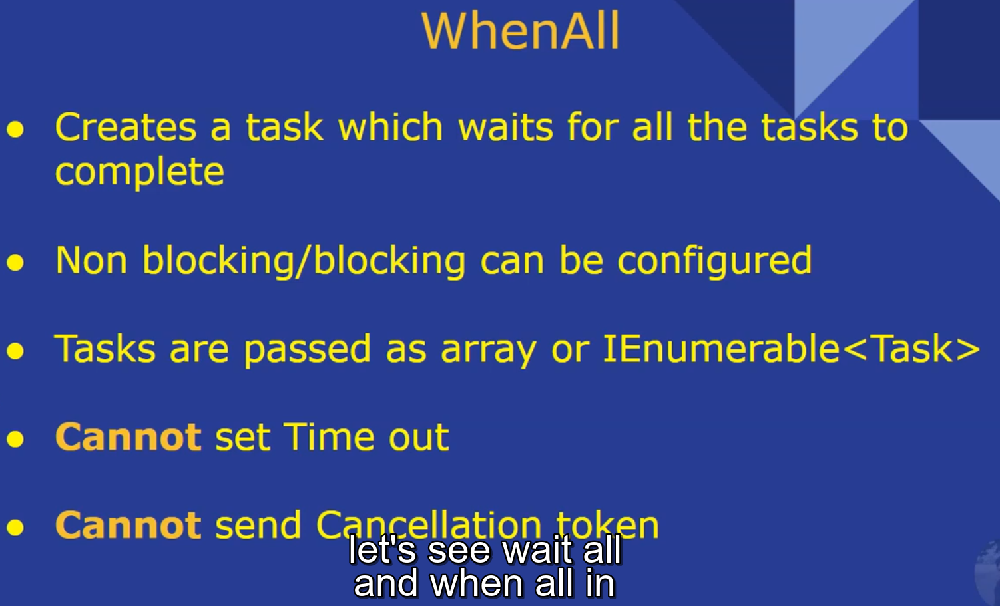 WhenAll
● Creates a task which waits for all the tasks to
complete
● Non blocking/blocking can be configured
● Tasks are passed as array or IEnumerable<Task>
● Cannot set Time out
● Cannot send Cancellation token
let's see wait all
and when all in